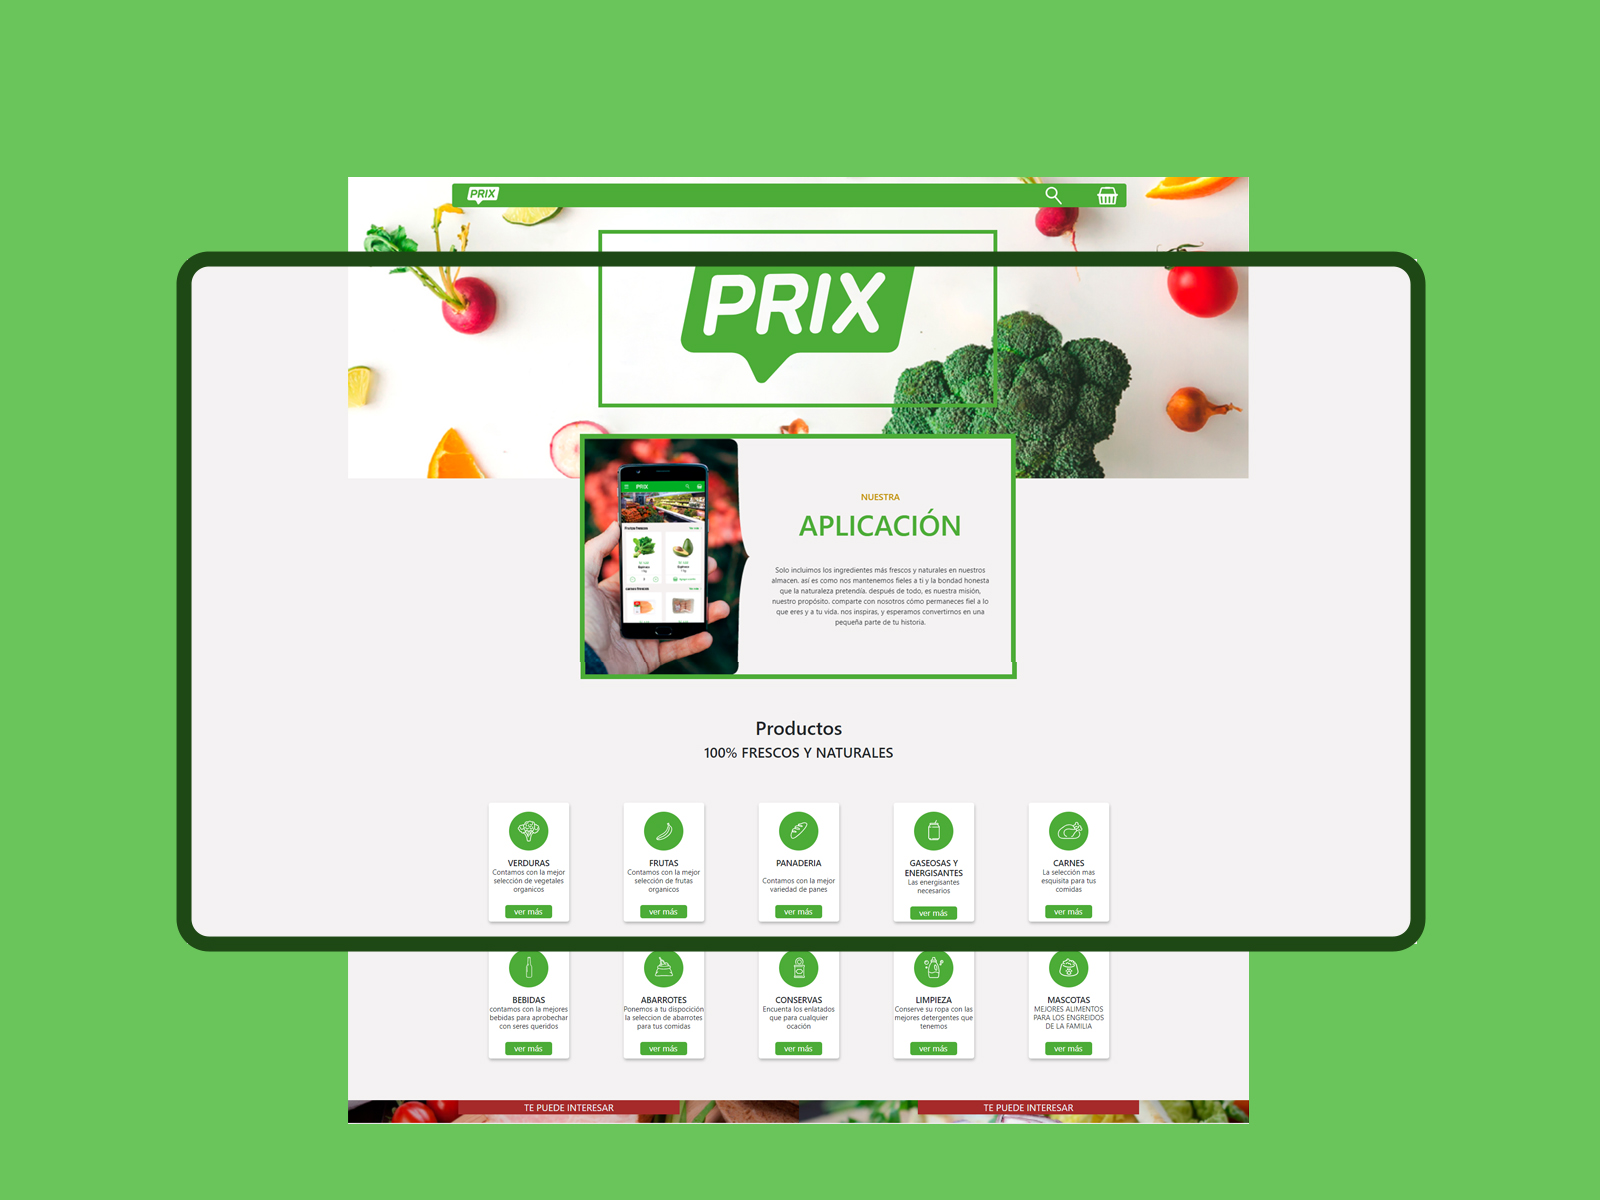 PRIX
PRIX
NUESTRA
APLICACIÓN
Solo incluimos los ingredientes más frescos y naturales en nuestros
almacen. así es como nos mantenemos fieles a ti y la bondad honesta
que la naturaleza pretendía. después de todo, es nuestra misión,
nuestro propósito. comparte con nosotros cómo permaneces fiel a lo
que eres y a tu vida. nos inspiras, y esperamos convertirnos en una
pequeña parte de tu historia.
PRIX
Productos
100% FRESCOS Y NATURALES
VERDURAS
Contamos con la mejor
selección de vegetales
organicos
ver más
FRUTAS
Contamos con la mejor
selección de frutas
organicos
ver más
PANADERIA
Contamos con la mejor
variedad de panes
ver más
GASEOSAS Y
ENERGISANTES
Las energisantes
necesarios
ver más
CARNES
La selección mas
esquisita para tus
comidas
ver más
BEBIDAS
contamos con la mejores
bebidas para aprobechar
con seres queridos
ver más
ABARROTES
Ponemos a tu dispocición
la seleccion de abarrotes
para tus comidas
ver más
CONSERVAS
Encuenta los enlatados
que para cualquier
ocación
ver más
LIMPIEZA
Conserve su ropa con las
mejores detergentes que
tenemos
ver más
MASCOTAS
MEJORES ALIMENTOS
PARA LOS ENGREIDOS
DE LA FAMILIA
ver más
TE PUEDE INTERESAR
TE PUEDE INTERESAR